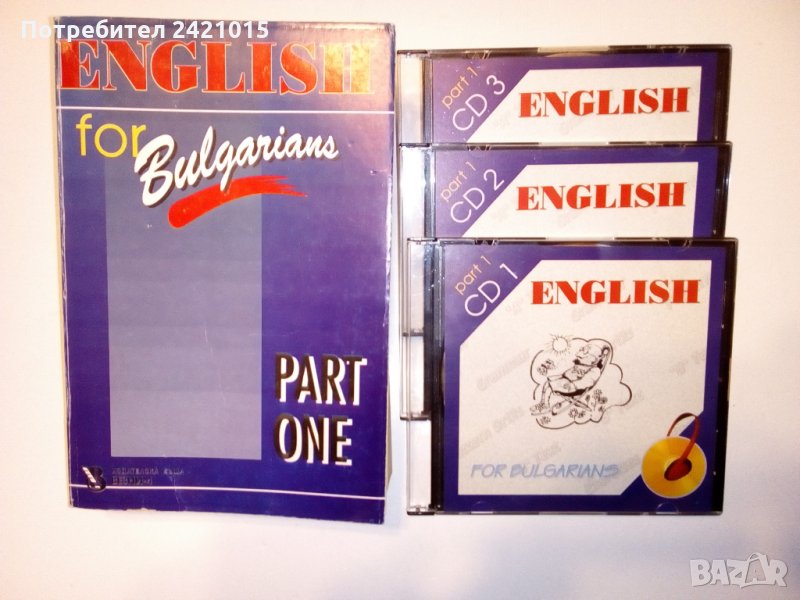 Потребител 2421015
ENGLISH
for
Bulgarians
PART
ONE
part 1
CD 3
ENGLISH
part 1
CD 2
ENGLISH
part 1
CD 1
ENGLISH
FOR BULGARIANS
BAZAR